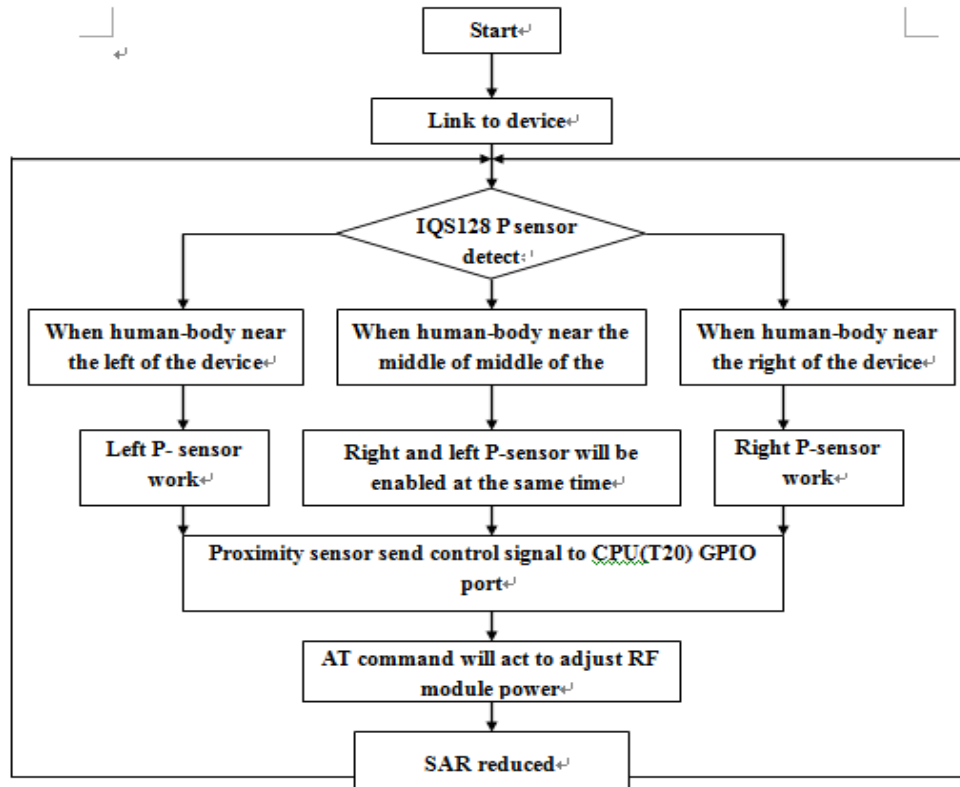 Start
Link to device
IQS128 P sensor
detect
When human-body near
the left of the device
When human-body near the
middle of middle of the
When human-body near
the right of the device
Left P- sensor
work
Right and left P-sensor will be
enabled at the same time
Right P-sensor
work
Proximity sensor send control signal to CPU(T20) GPIO
port
AT command will act to adjust RF
module power
SAR reduced